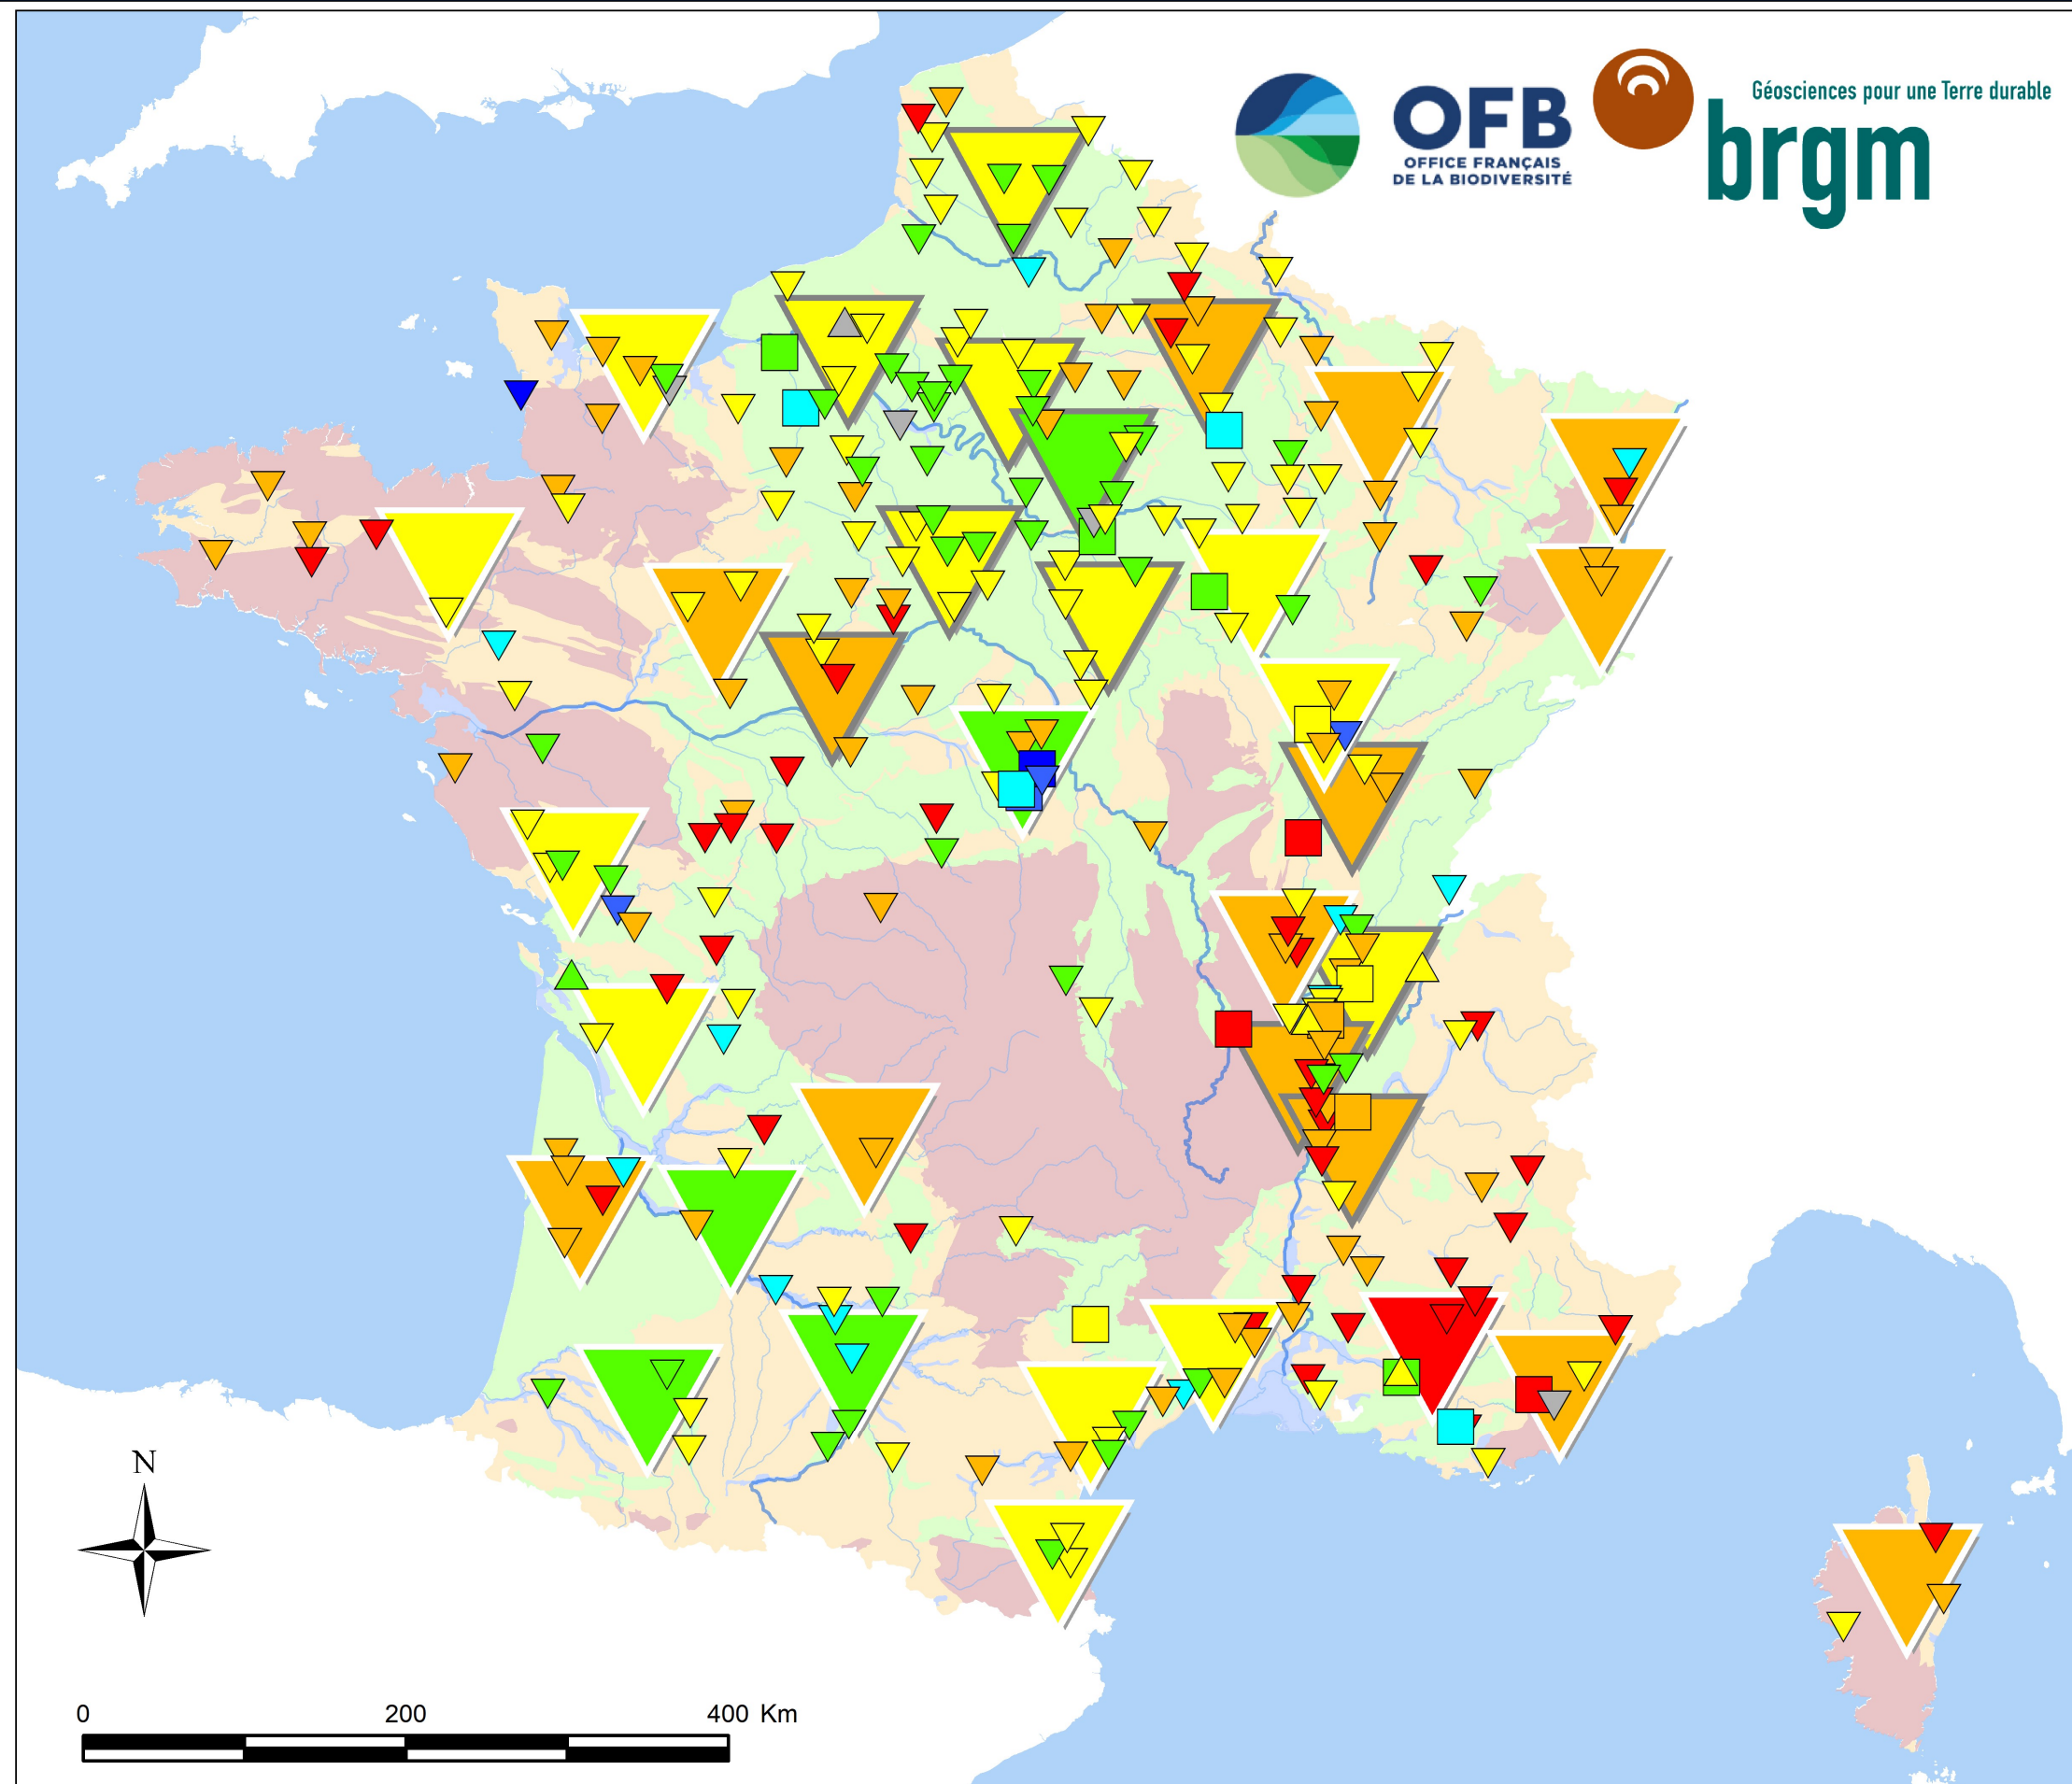 OFB
OFFICE FRANÇAIS
DE LA BIODIVERSITÉ
Géosciences pour une Terre durable
brgm
N
0 200 400 Km